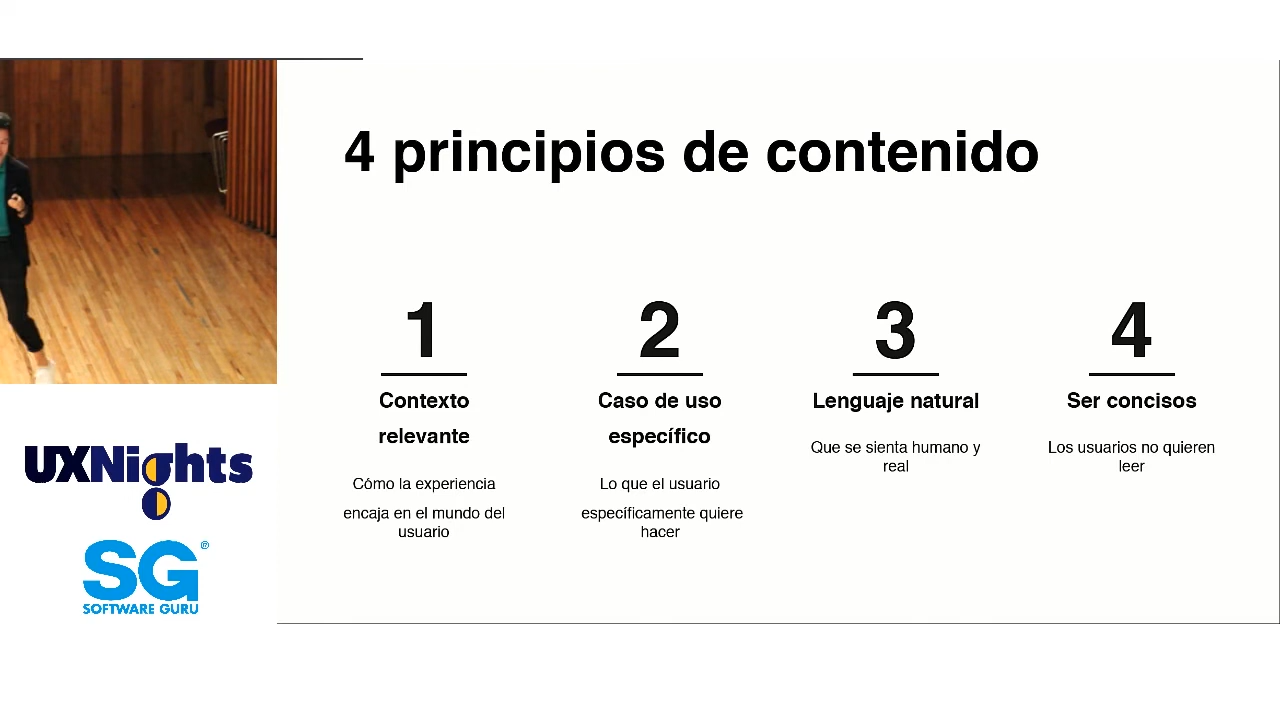 4 principios de contenido
1
Contexto
relevante
Cómo la experiencia
encaja en el mundo del
usuario
2
Caso de uso
específico
Lo que el usuario
específicamente quiere
hacer
3
Lenguaje natural
Que se sienta humano y
real
4
Ser concisos
Los usuarios no quieren
leer
UXNights
SG®
SOFTWARE GURU